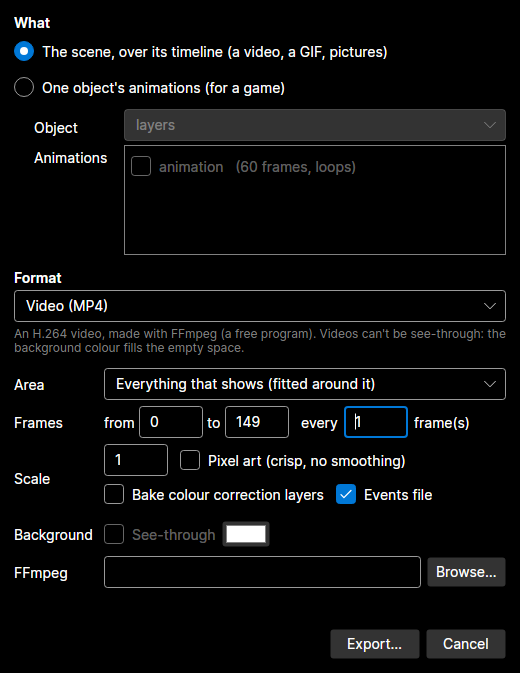 What
The scene, over its timeline (a video, a GIF, pictures)
One object's animations (for a game)
Object layers
Animations animation (60 frames, loops)
Format
Video (MP4)
An H.264 video, made with FFmpeg (a free program). Videos can't be see-through: the
background colour fills the empty space.
Area Everything that shows (fitted around it)
Frames from 0 to 149 every 1 frame(s)
Scale 1 Pixel art (crisp, no smoothing)
Bake colour correction layers Events file
Background See-through
FFmpeg Browse...
Export... Cancel